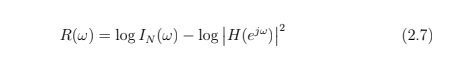 R(ω) = log I_N(ω) − log |H(e^{jω})|^2 (2.7)